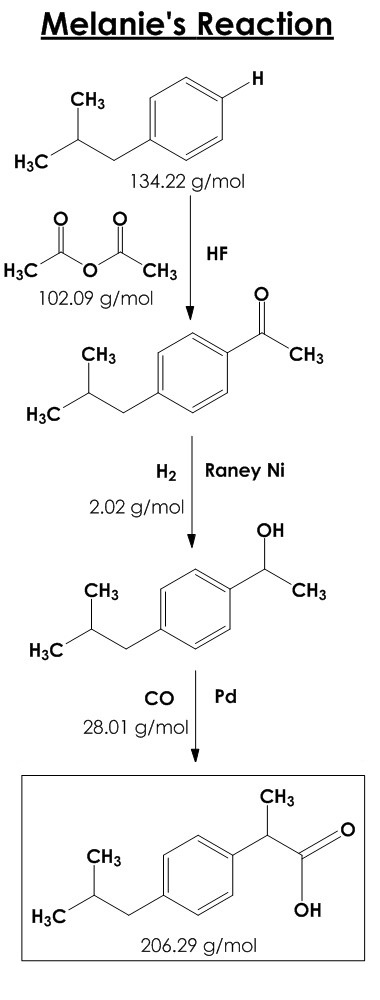 Melanie's Reaction
H
CH₃
H₃C
134.22 g/mol
O O
H₃C O CH₃
HF
102.09 g/mol
O
CH₃ CH₃
H₃C
H₂ Raney Ni
2.02 g/mol
OH
CH₃ CH₃
H₃C
CO Pd
28.01 g/mol
CH₃
O
CH₃
H₃C OH
206.29 g/mol